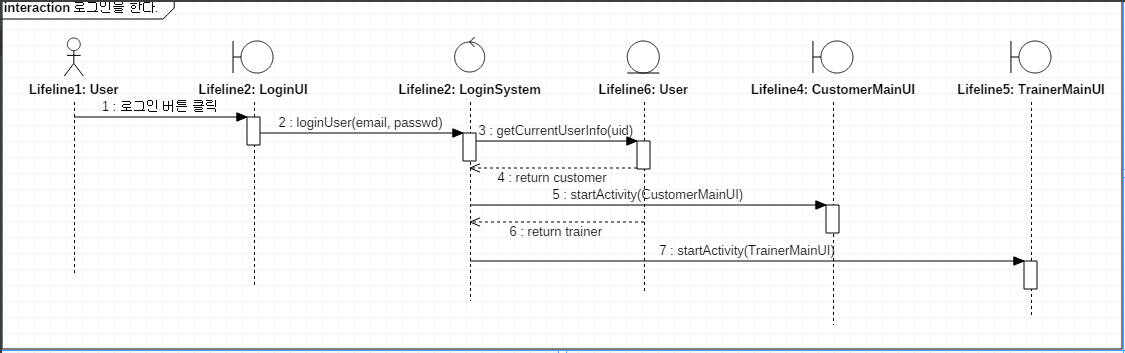 interaction 로그인을 한다.
Lifeline1: User
Lifeline2: LoginUI
Lifeline2: LoginSystem
Lifeline6: User
Lifeline4: CustomerMainUI
Lifeline5: TrainerMainUI
1 : 로그인 버튼 클릭
2 : loginUser(email, passwd)
3 : getCurrentUserInfo(uid)
4 : return customer
5 : startActivity(CustomerMainUI)
6 : return trainer
7 : startActivity(TrainerMainUI)